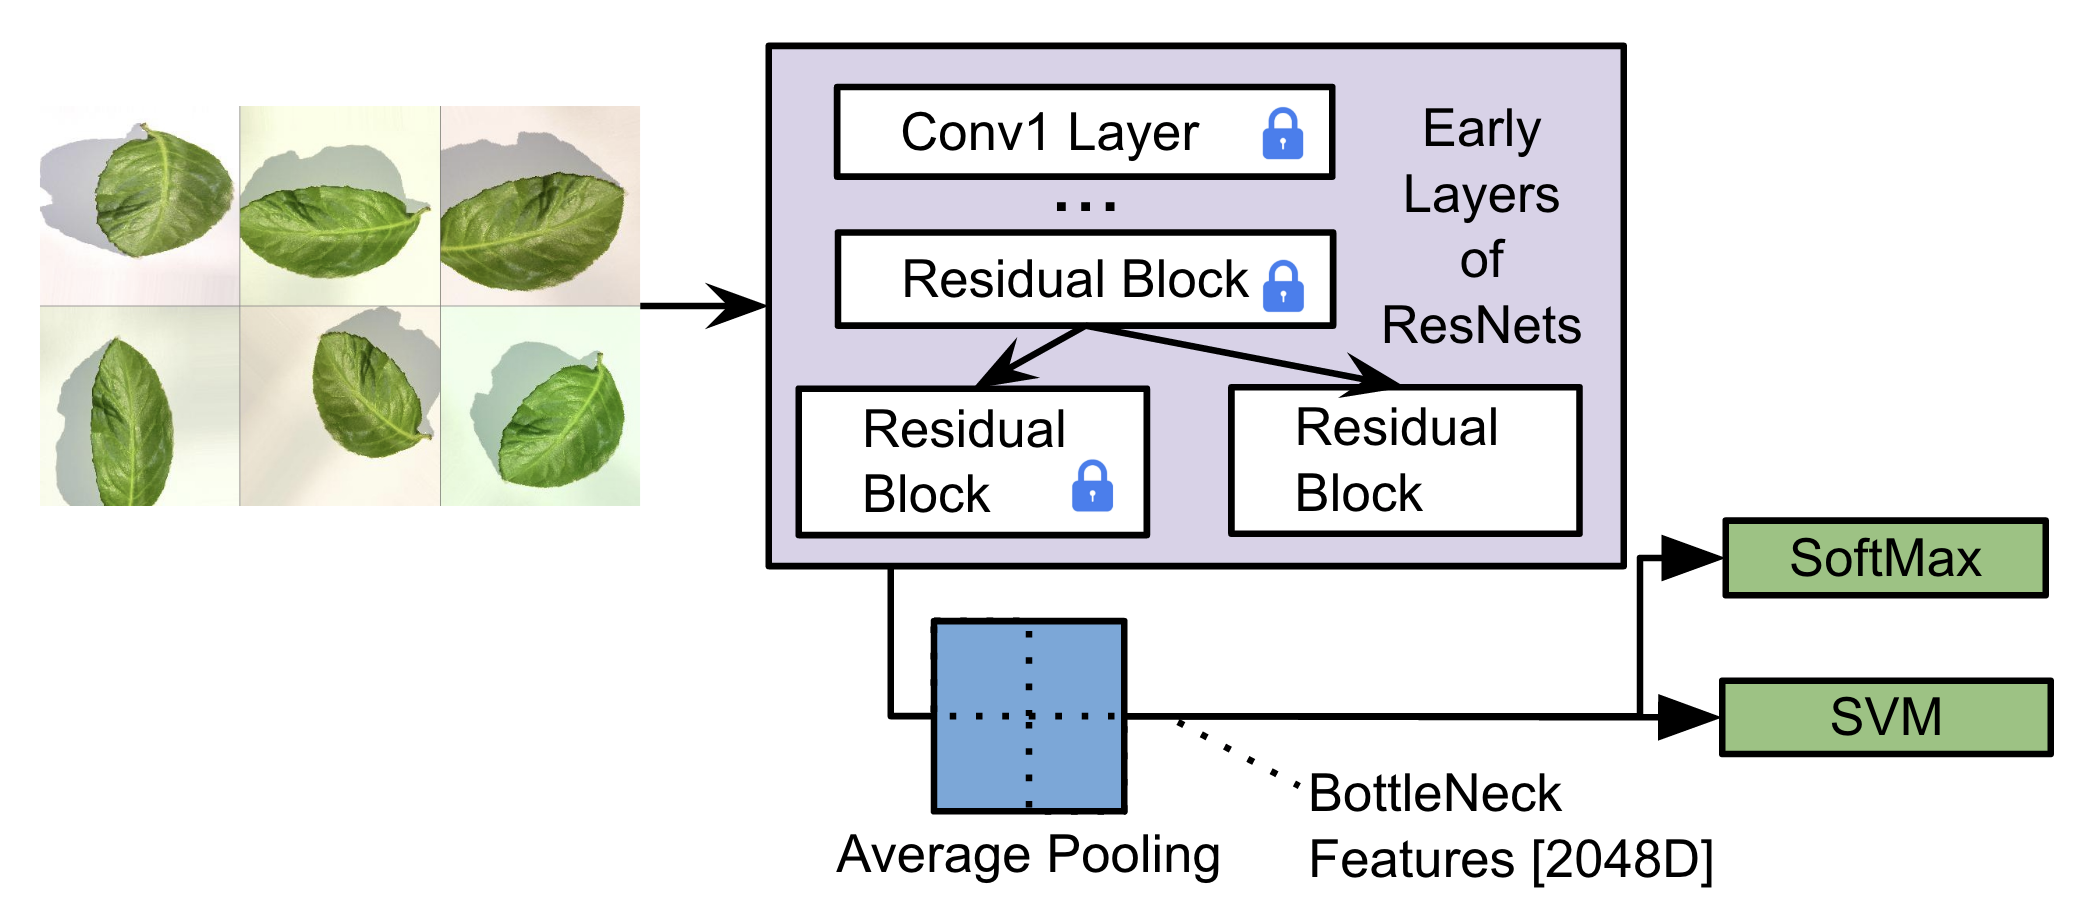 Conv1 Layer
...
Residual Block
Residual
Block
Residual
Block
Early
Layers
of
ResNets
SoftMax
SVM
Average Pooling
BottleNeck
Features [2048D]